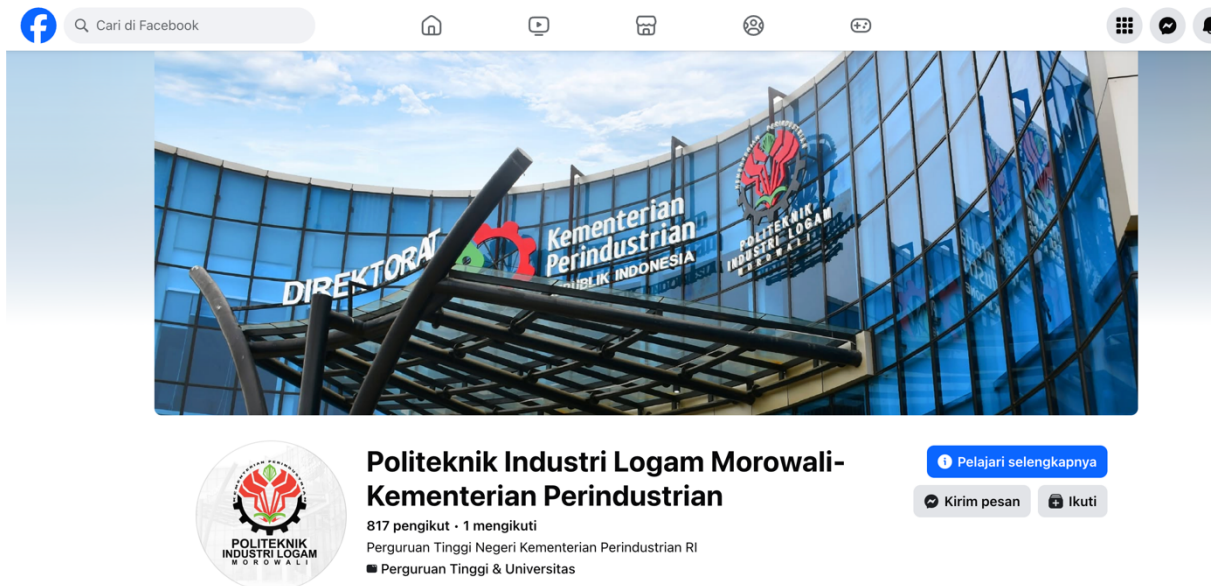 Cari di Facebook
DIREKTORAT
Kementerian
Perindustrian
REPUBLIK INDONESIA
POLITEKNIK
INDUSTRI LOGAM
MOROWALI
POLITEKNIK
INDUSTRI LOGAM
MOROWALI
Politeknik Industri Logam Morowali-
Kementerian Perindustrian
817 pengikut · 1 mengikuti
Perguruan Tinggi Negeri Kementerian Perindustrian RI
Perguruan Tinggi & Universitas
Pelajari selengkapnya
Kirim pesan
Ikuti